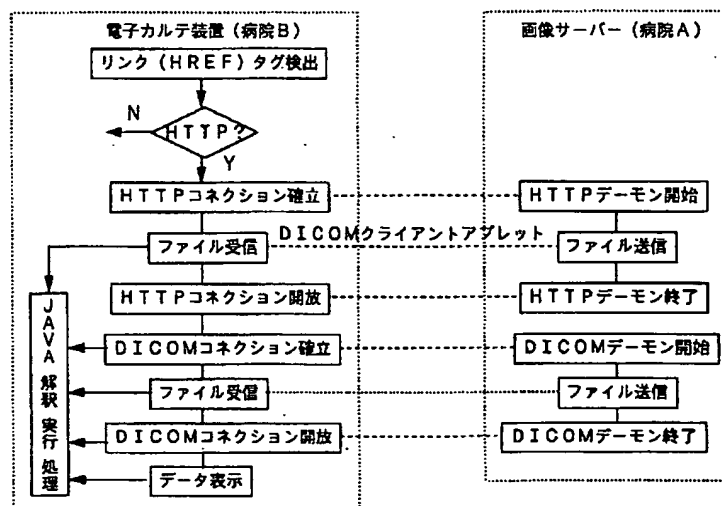 電子カルテ装置（病院B）
リンク（HREF）タグ検出
N
HTTP?
Y
HTTPコネクション確立
ファイル受信
HTTPコネクション開放
DICOMコネクション確立
ファイル受信
DICOMコネクション開放
データ表示
JAVA 解釈 実行 処理
DICOMクライアントアプレット
画像サーバー（病院A）
HTTPデーモン開始
ファイル送信
HTTPデーモン終了
DICOMデーモン開始
ファイル送信
DICOMデーモン終了